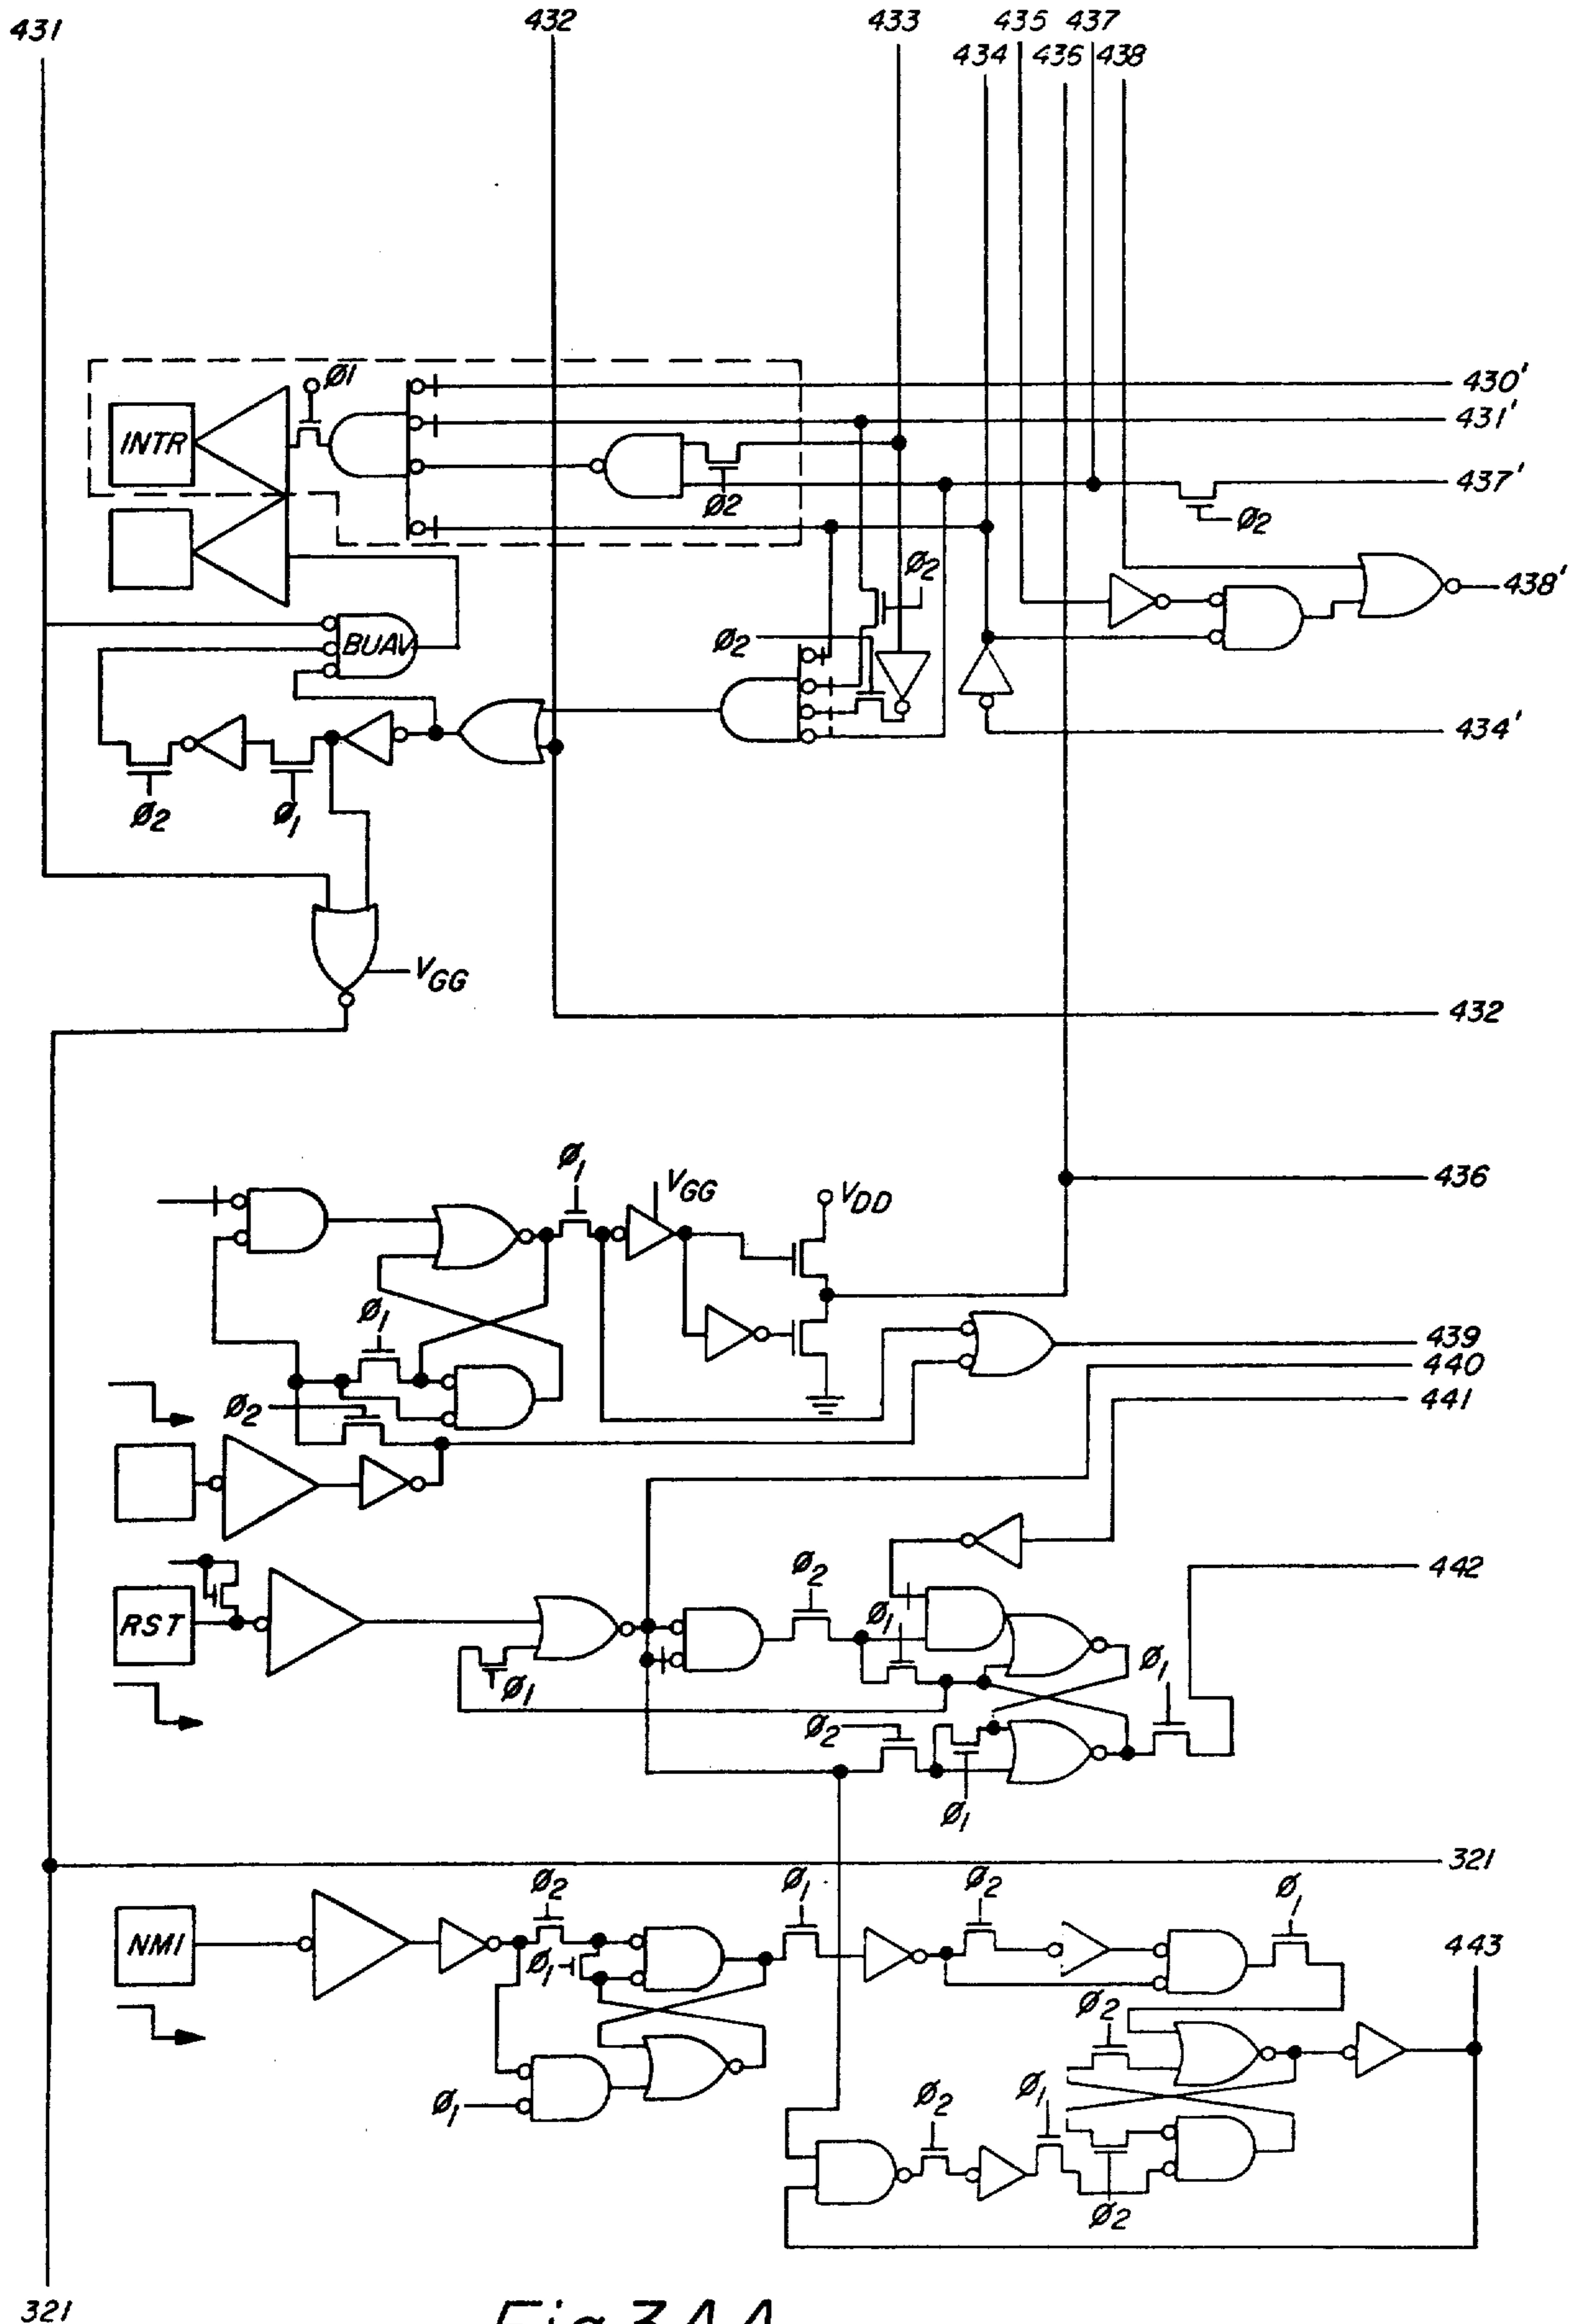 431 432 433 435 437
434 436 438
Ø1
430'
431'
INTR
437'
Ø2 Ø2
Ø2
438'
BUAV
Ø2
434'
Ø2 Ø1
VGG
432
436
Ø1 VGG VDD
Ø1
439
440
441
Ø2
Ø2
442
RST
Ø1
Ø1
Ø1
Ø2
Ø1
321
Ø2 Ø1 Ø2 Ø1
NMI
Ø1
443
Ø2
Ø1
Ø2 Ø1
Ø2
321